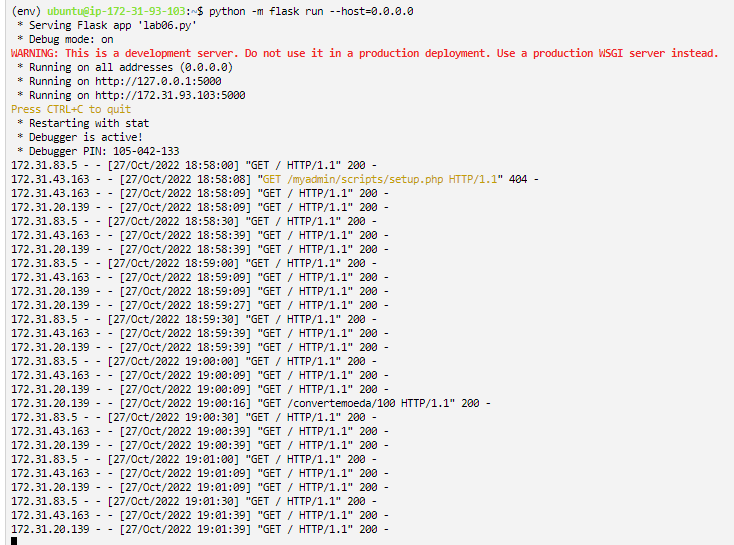 (env) ubuntu@ip-172-31-93-103:~$ python -m flask run --host=0.0.0.0
 * Serving Flask app 'lab06.py'
 * Debug mode: on
WARNING: This is a development server. Do not use it in a production deployment. Use a production WSGI server instead.
 * Running on all addresses (0.0.0.0)
 * Running on http://127.0.0.1:5000
 * Running on http://172.31.93.103:5000
Press CTRL+C to quit
 * Restarting with stat
 * Debugger is active!
 * Debugger PIN: 105-042-133
172.31.83.5 - - [27/Oct/2022 18:58:00] "GET / HTTP/1.1" 200 -
172.31.43.163 - - [27/Oct/2022 18:58:08] "GET /myadmin/scripts/setup.php HTTP/1.1" 404 -
172.31.43.163 - - [27/Oct/2022 18:58:09] "GET / HTTP/1.1" 200 -
172.31.20.139 - - [27/Oct/2022 18:58:09] "GET / HTTP/1.1" 200 -
172.31.83.5 - - [27/Oct/2022 18:58:30] "GET / HTTP/1.1" 200 -
172.31.43.163 - - [27/Oct/2022 18:58:39] "GET / HTTP/1.1" 200 -
172.31.20.139 - - [27/Oct/2022 18:58:39] "GET / HTTP/1.1" 200 -
172.31.83.5 - - [27/Oct/2022 18:59:00] "GET / HTTP/1.1" 200 -
172.31.43.163 - - [27/Oct/2022 18:59:09] "GET / HTTP/1.1" 200 -
172.31.20.139 - - [27/Oct/2022 18:59:09] "GET / HTTP/1.1" 200 -
172.31.20.139 - - [27/Oct/2022 18:59:27] "GET / HTTP/1.1" 200 -
172.31.83.5 - - [27/Oct/2022 18:59:30] "GET / HTTP/1.1" 200 -
172.31.43.163 - - [27/Oct/2022 18:59:39] "GET / HTTP/1.1" 200 -
172.31.20.139 - - [27/Oct/2022 18:59:39] "GET / HTTP/1.1" 200 -
172.31.83.5 - - [27/Oct/2022 19:00:00] "GET / HTTP/1.1" 200 -
172.31.43.163 - - [27/Oct/2022 19:00:09] "GET / HTTP/1.1" 200 -
172.31.20.139 - - [27/Oct/2022 19:00:09] "GET / HTTP/1.1" 200 -
172.31.20.139 - - [27/Oct/2022 19:00:16] "GET /convertemoeda/100 HTTP/1.1" 200 -
172.31.83.5 - - [27/Oct/2022 19:00:30] "GET / HTTP/1.1" 200 -
172.31.43.163 - - [27/Oct/2022 19:00:39] "GET / HTTP/1.1" 200 -
172.31.20.139 - - [27/Oct/2022 19:00:39] "GET / HTTP/1.1" 200 -
172.31.83.5 - - [27/Oct/2022 19:01:00] "GET / HTTP/1.1" 200 -
172.31.43.163 - - [27/Oct/2022 19:01:09] "GET / HTTP/1.1" 200 -
172.31.20.139 - - [27/Oct/2022 19:01:09] "GET / HTTP/1.1" 200 -
172.31.83.5 - - [27/Oct/2022 19:01:30] "GET / HTTP/1.1" 200 -
172.31.43.163 - - [27/Oct/2022 19:01:39] "GET / HTTP/1.1" 200 -
172.31.20.139 - - [27/Oct/2022 19:01:39] "GET / HTTP/1.1" 200 -